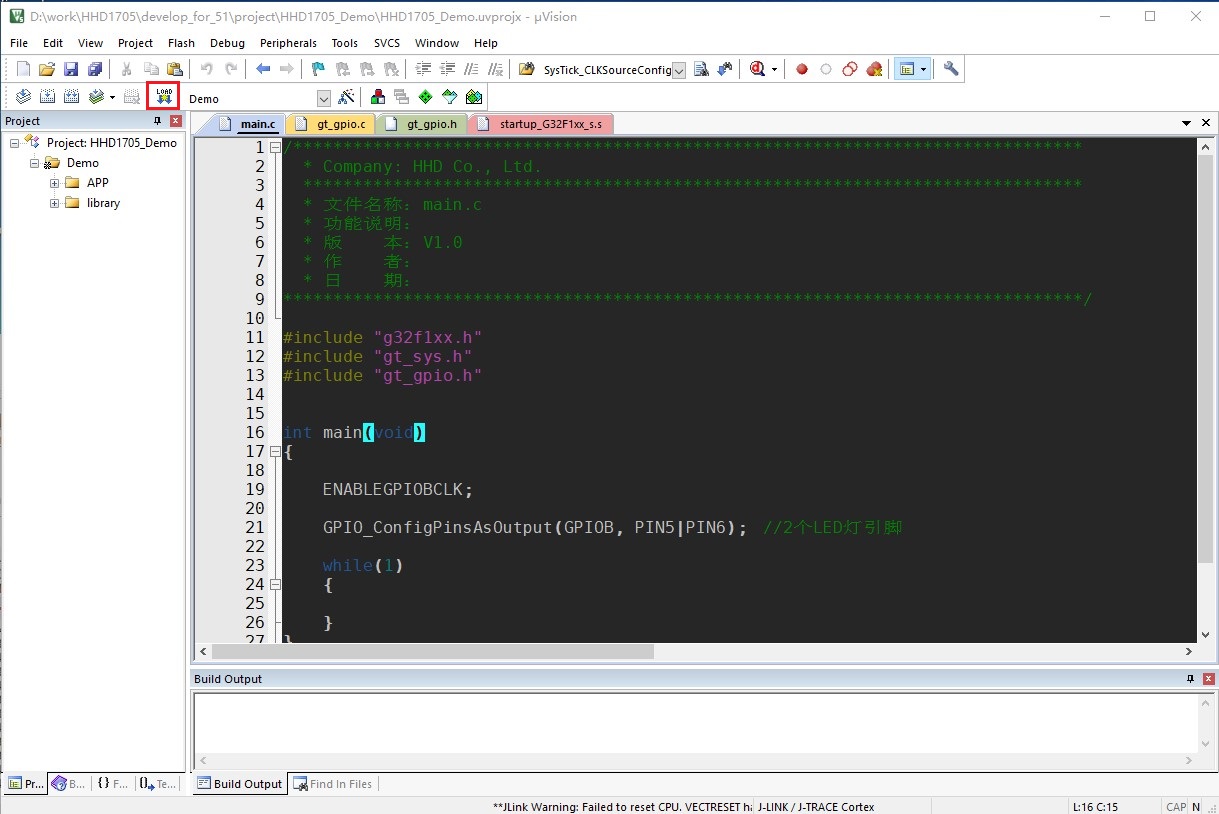 D:\work\HHD1705\develop_for_51\project\HHD1705_Demo\HHD1705_Demo.uvprojx - µVision
File Edit View Project Flash Debug Peripherals Tools SVCS Window Help
SysTick_CLKSourceConfig
LOAD Demo
Project
main.c gt_gpio.c gt_gpio.h startup_G32F1xx_s.s
Project: HHD1705_Demo
Demo
APP
library
1 /*******************************************************************************
2 * Company: HHD Co., Ltd.
3 ******************************************************************************
4 * 文件名称: main.c
5 * 功能说明:
6 * 版 本: V1.0
7 * 作 者:
8 * 日 期:
9 ********************************************************************************/
10
11 #include "g32f1xx.h"
12 #include "gt_sys.h"
13 #include "gt_gpio.h"
14
15
16 int main(void)
17 {
18
19 ENABLEGPIOBCLK;
20
21 GPIO_ConfigPinsAsOutput(GPIOB, PIN5|PIN6); //2个LED灯引脚
22
23 while(1)
24 {
25
26 }
27 }
Build Output
Pr... B... {} F... Te...
Build Output Find In Files
**JLink Warning: Failed to reset CPU. VECTRESET J-LINK / J-TRACE Cortex L:16 C:15 CAP N